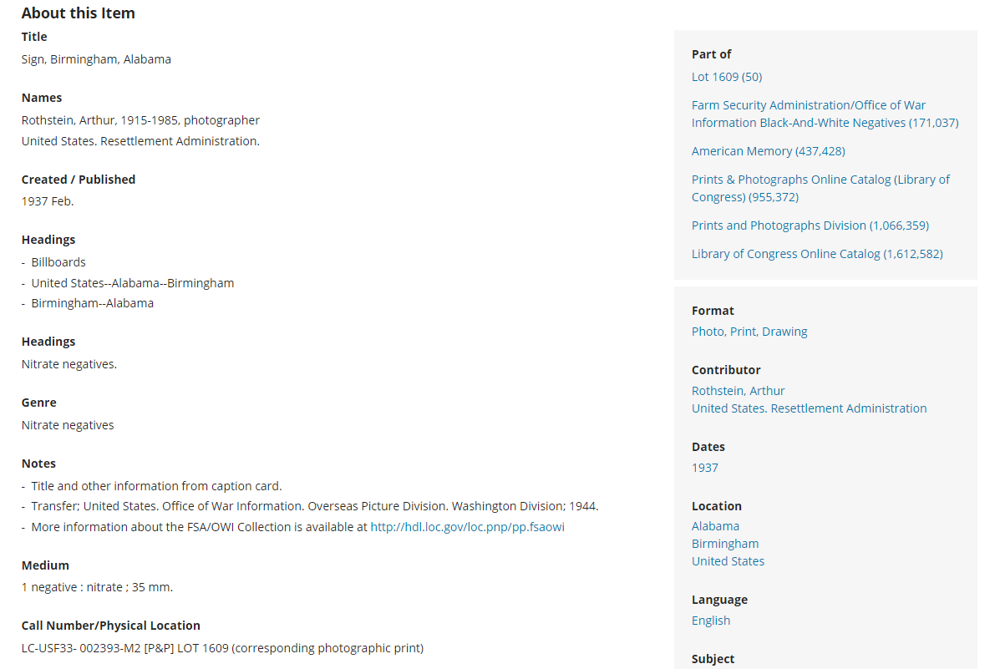 About this Item
Title
Sign, Birmingham, Alabama
Names
Rothstein, Arthur, 1915-1985, photographer
United States. Resettlement Administration.
Created / Published
1937 Feb.
Headings
- Billboards
- United States--Alabama--Birmingham
- Birmingham--Alabama
Headings
Nitrate negatives.
Genre
Nitrate negatives
Notes
- Title and other information from caption card.
- Transfer; United States. Office of War Information. Overseas Picture Division. Washington Division; 1944.
- More information about the FSA/OWI Collection is available at http://hdl.loc.gov/loc.pnp/pp.fsaowi
Medium
1 negative : nitrate ; 35 mm.
Call Number/Physical Location
LC-USF33- 002393-M2 [P&P] LOT 1609 (corresponding photographic print)
Part of
Lot 1609 (50)
Farm Security Administration/Office of War
Information Black-And-White Negatives (171,037)
American Memory (437,428)
Prints & Photographs Online Catalog (Library of
Congress) (955,372)
Prints and Photographs Division (1,066,359)
Library of Congress Online Catalog (1,612,582)
Format
Photo, Print, Drawing
Contributor
Rothstein, Arthur
United States. Resettlement Administration
Dates
1937
Location
Alabama
Birmingham
United States
Language
English
Subject